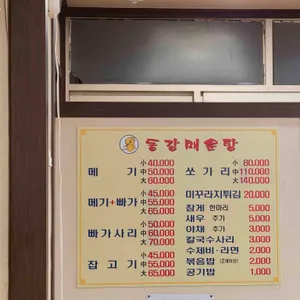 동강매운탕
메기 小 40,000
中 50,000
大 60,000
메기+빠가 小 45,000
中 55,000
大 65,000
빠가사리 小 50,000
中 60,000
大 70,000
잡고기 小 45,000
中 55,000
大 65,000
쏘가리 小 80,000
中 110,000
大 140,000
미꾸라지튀김 20,000
참게 한마리 5,000
새우 추가 5,000
야채 추가 3,000
칼국수사리 3,000
수제비·라면 2,000
볶음밥 2,000
공기밥 1,000